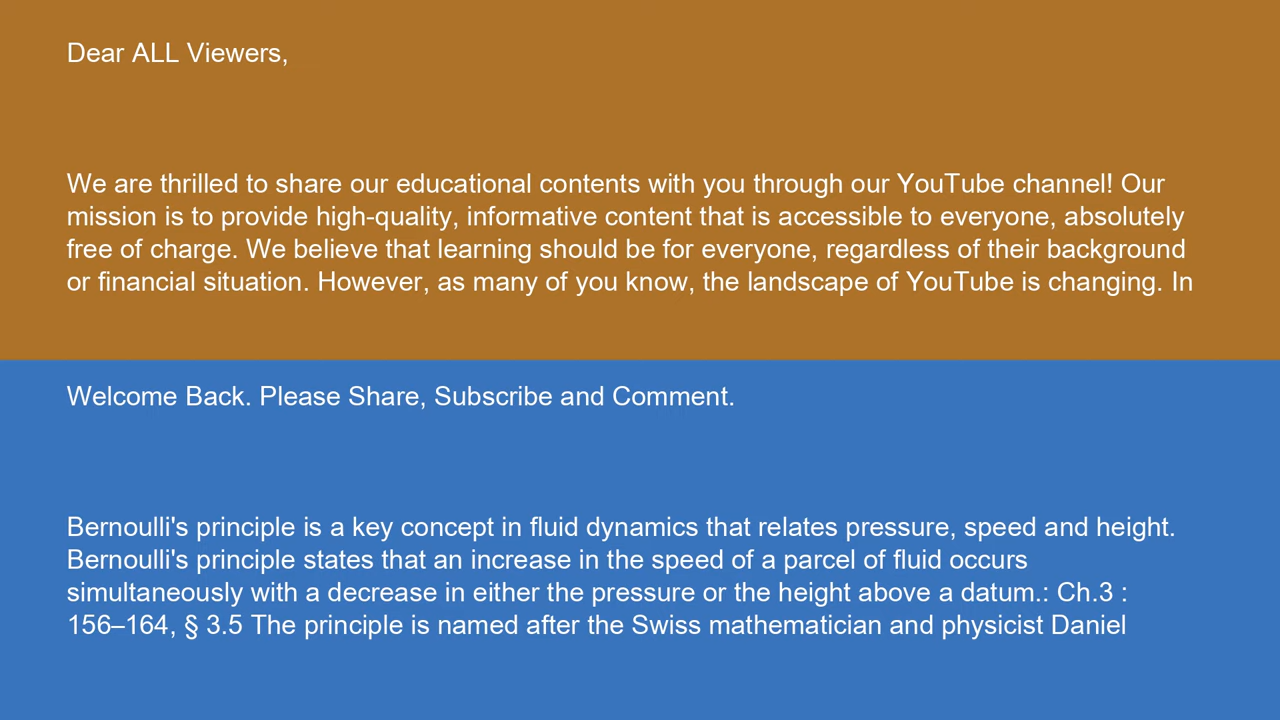 Dear ALL Viewers,
We are thrilled to share our educational contents with you through our YouTube channel! Our
mission is to provide high-quality, informative content that is accessible to everyone, absolutely
free of charge. We believe that learning should be for everyone, regardless of their background
or financial situation. However, as many of you know, the landscape of YouTube is changing. In
Welcome Back. Please Share, Subscribe and Comment.
Bernoulli's principle is a key concept in fluid dynamics that relates pressure, speed and height.
Bernoulli's principle states that an increase in the speed of a parcel of fluid occurs
simultaneously with a decrease in either the pressure or the height above a datum.: Ch.3 :
156–164, § 3.5 The principle is named after the Swiss mathematician and physicist Daniel